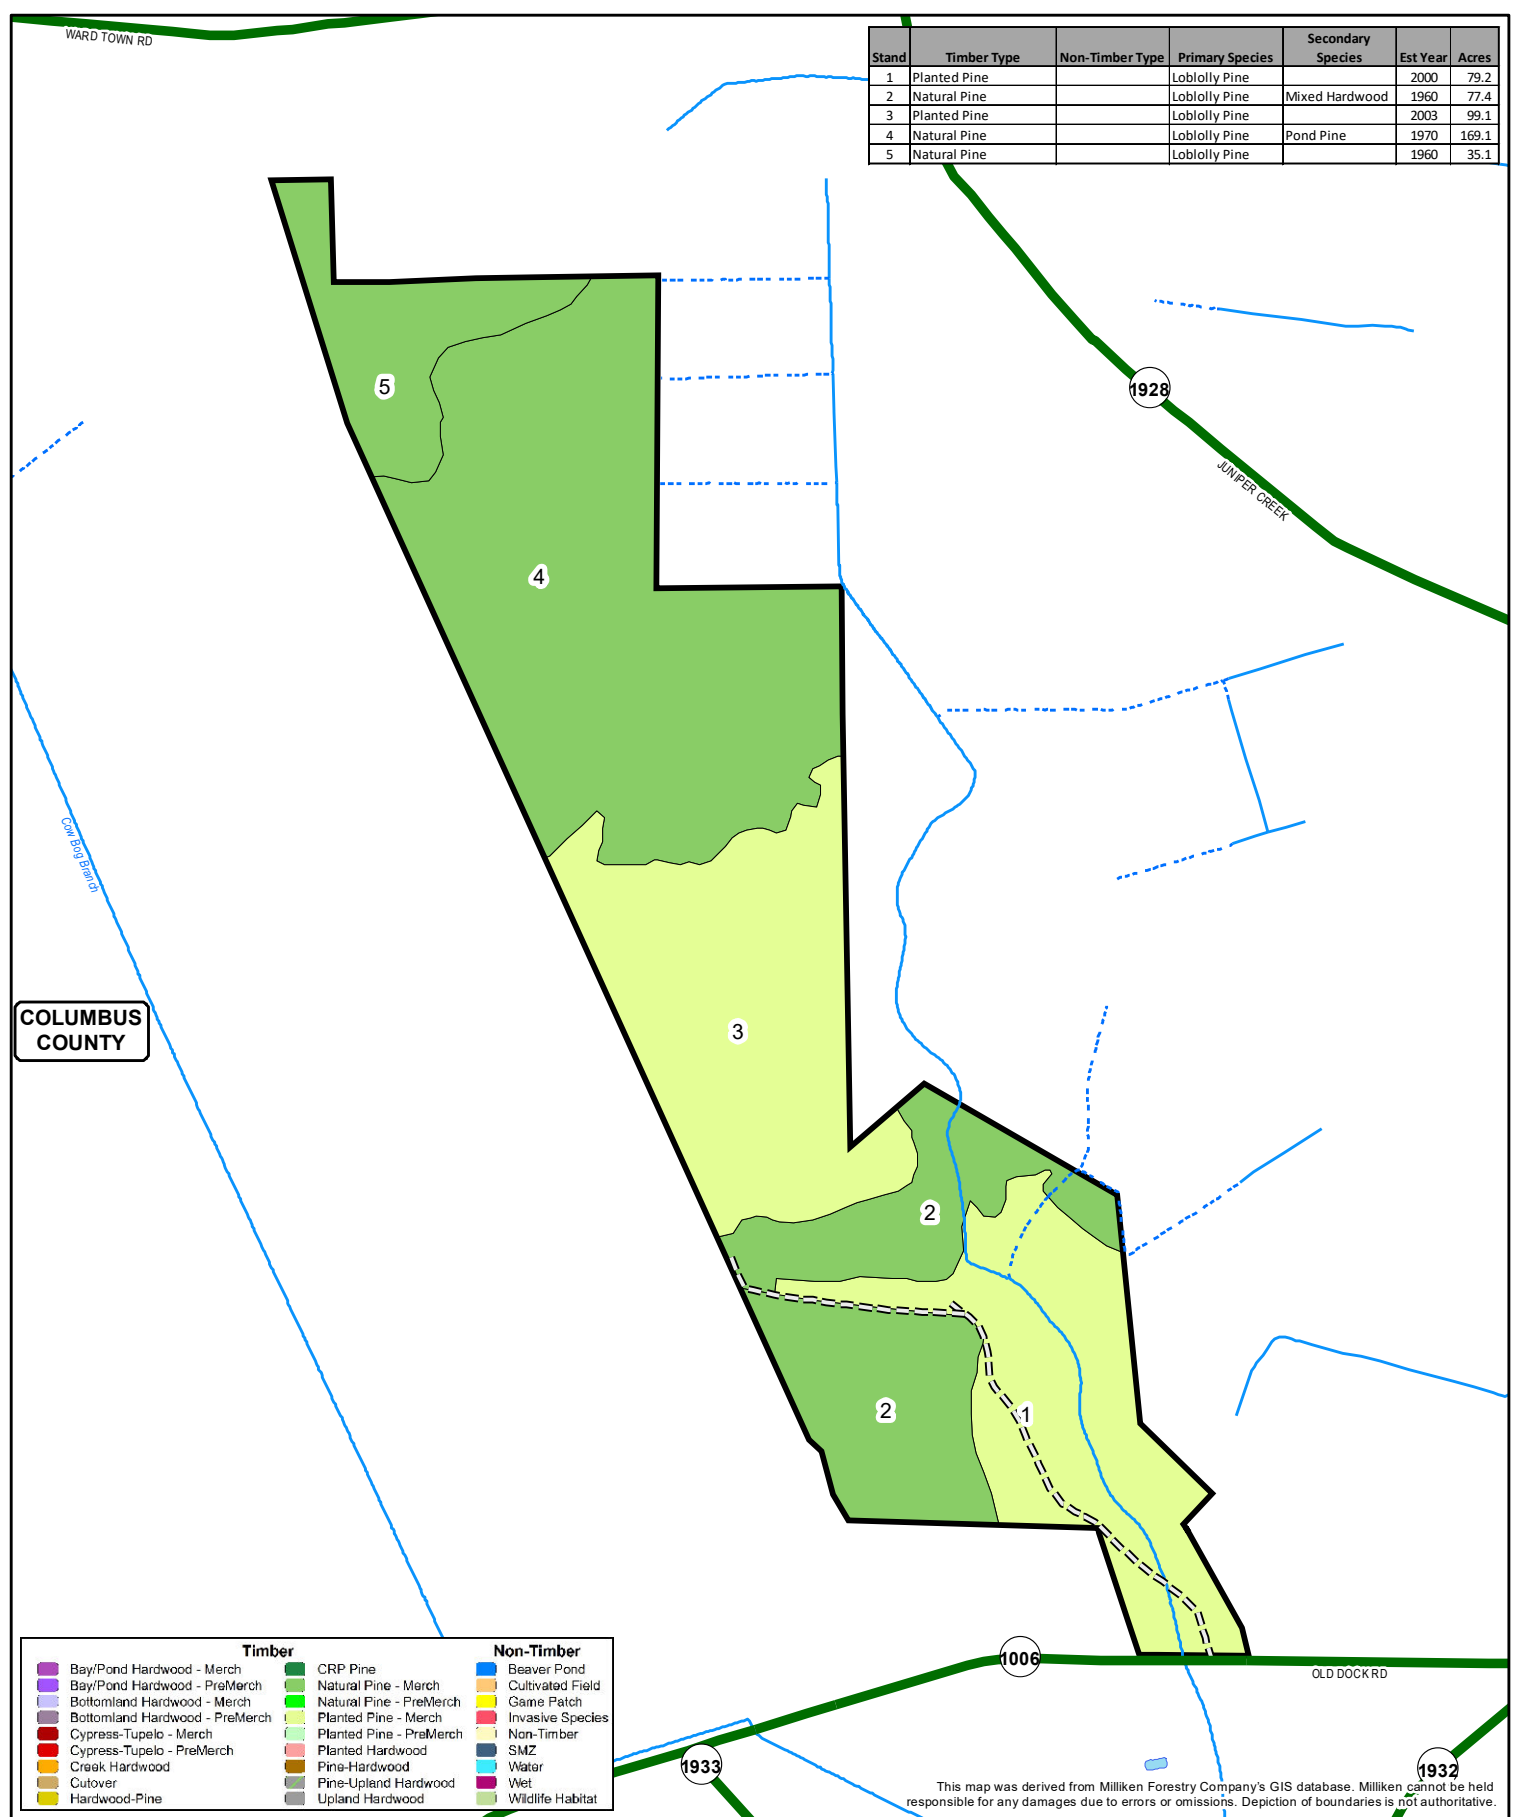 WARD TOWN RD
Stand Timber Type Non-Timber Type Primary Species Secondary Species Est Year Acres
1 Planted Pine Loblolly Pine 2000 79.2
2 Natural Pine Loblolly Pine Mixed Hardwood 1960 77.4
3 Planted Pine Loblolly Pine 2003 99.1
4 Natural Pine Loblolly Pine Pond Pine 1970 169.1
5 Natural Pine Loblolly Pine 1960 35.1
5
1928
JUNIPER CREEK
4
Cow Bog Branch
COLUMBUS
COUNTY
3
2
2
1
1006
OLD DOCK RD
1933
1932
Timber
Bay/Pond Hardwood - Merch
Bay/Pond Hardwood - PreMerch
Bottomland Hardwood - Merch
Bottomland Hardwood - PreMerch
Cypress-Tupelo - Merch
Cypress-Tupelo - PreMerch
Creek Hardwood
Cutover
Hardwood-Pine
CRP Pine
Natural Pine - Merch
Natural Pine - PreMerch
Planted Pine - Merch
Planted Pine - PreMerch
Planted Hardwood
Pine-Hardwood
Pine-Upland Hardwood
Upland Hardwood
Non-Timber
Beaver Pond
Cultivated Field
Game Patch
Invasive Species
Non-Timber
SMZ
Water
Wet
Wildlife Habitat
This map was derived from Milliken Forestry Company's GIS database. Milliken cannot be held
responsible for any damages due to errors or omissions. Depiction of boundaries is not authoritative.